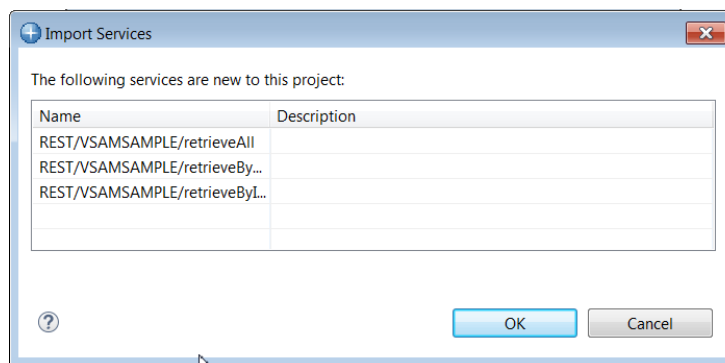 Import Services
The following services are new to this project:
Name Description
REST/VSAMSAMPLE/retrieveAll
REST/VSAMSAMPLE/retrieveBy...
REST/VSAMSAMPLE/retrieveByI...
?
OK Cancel